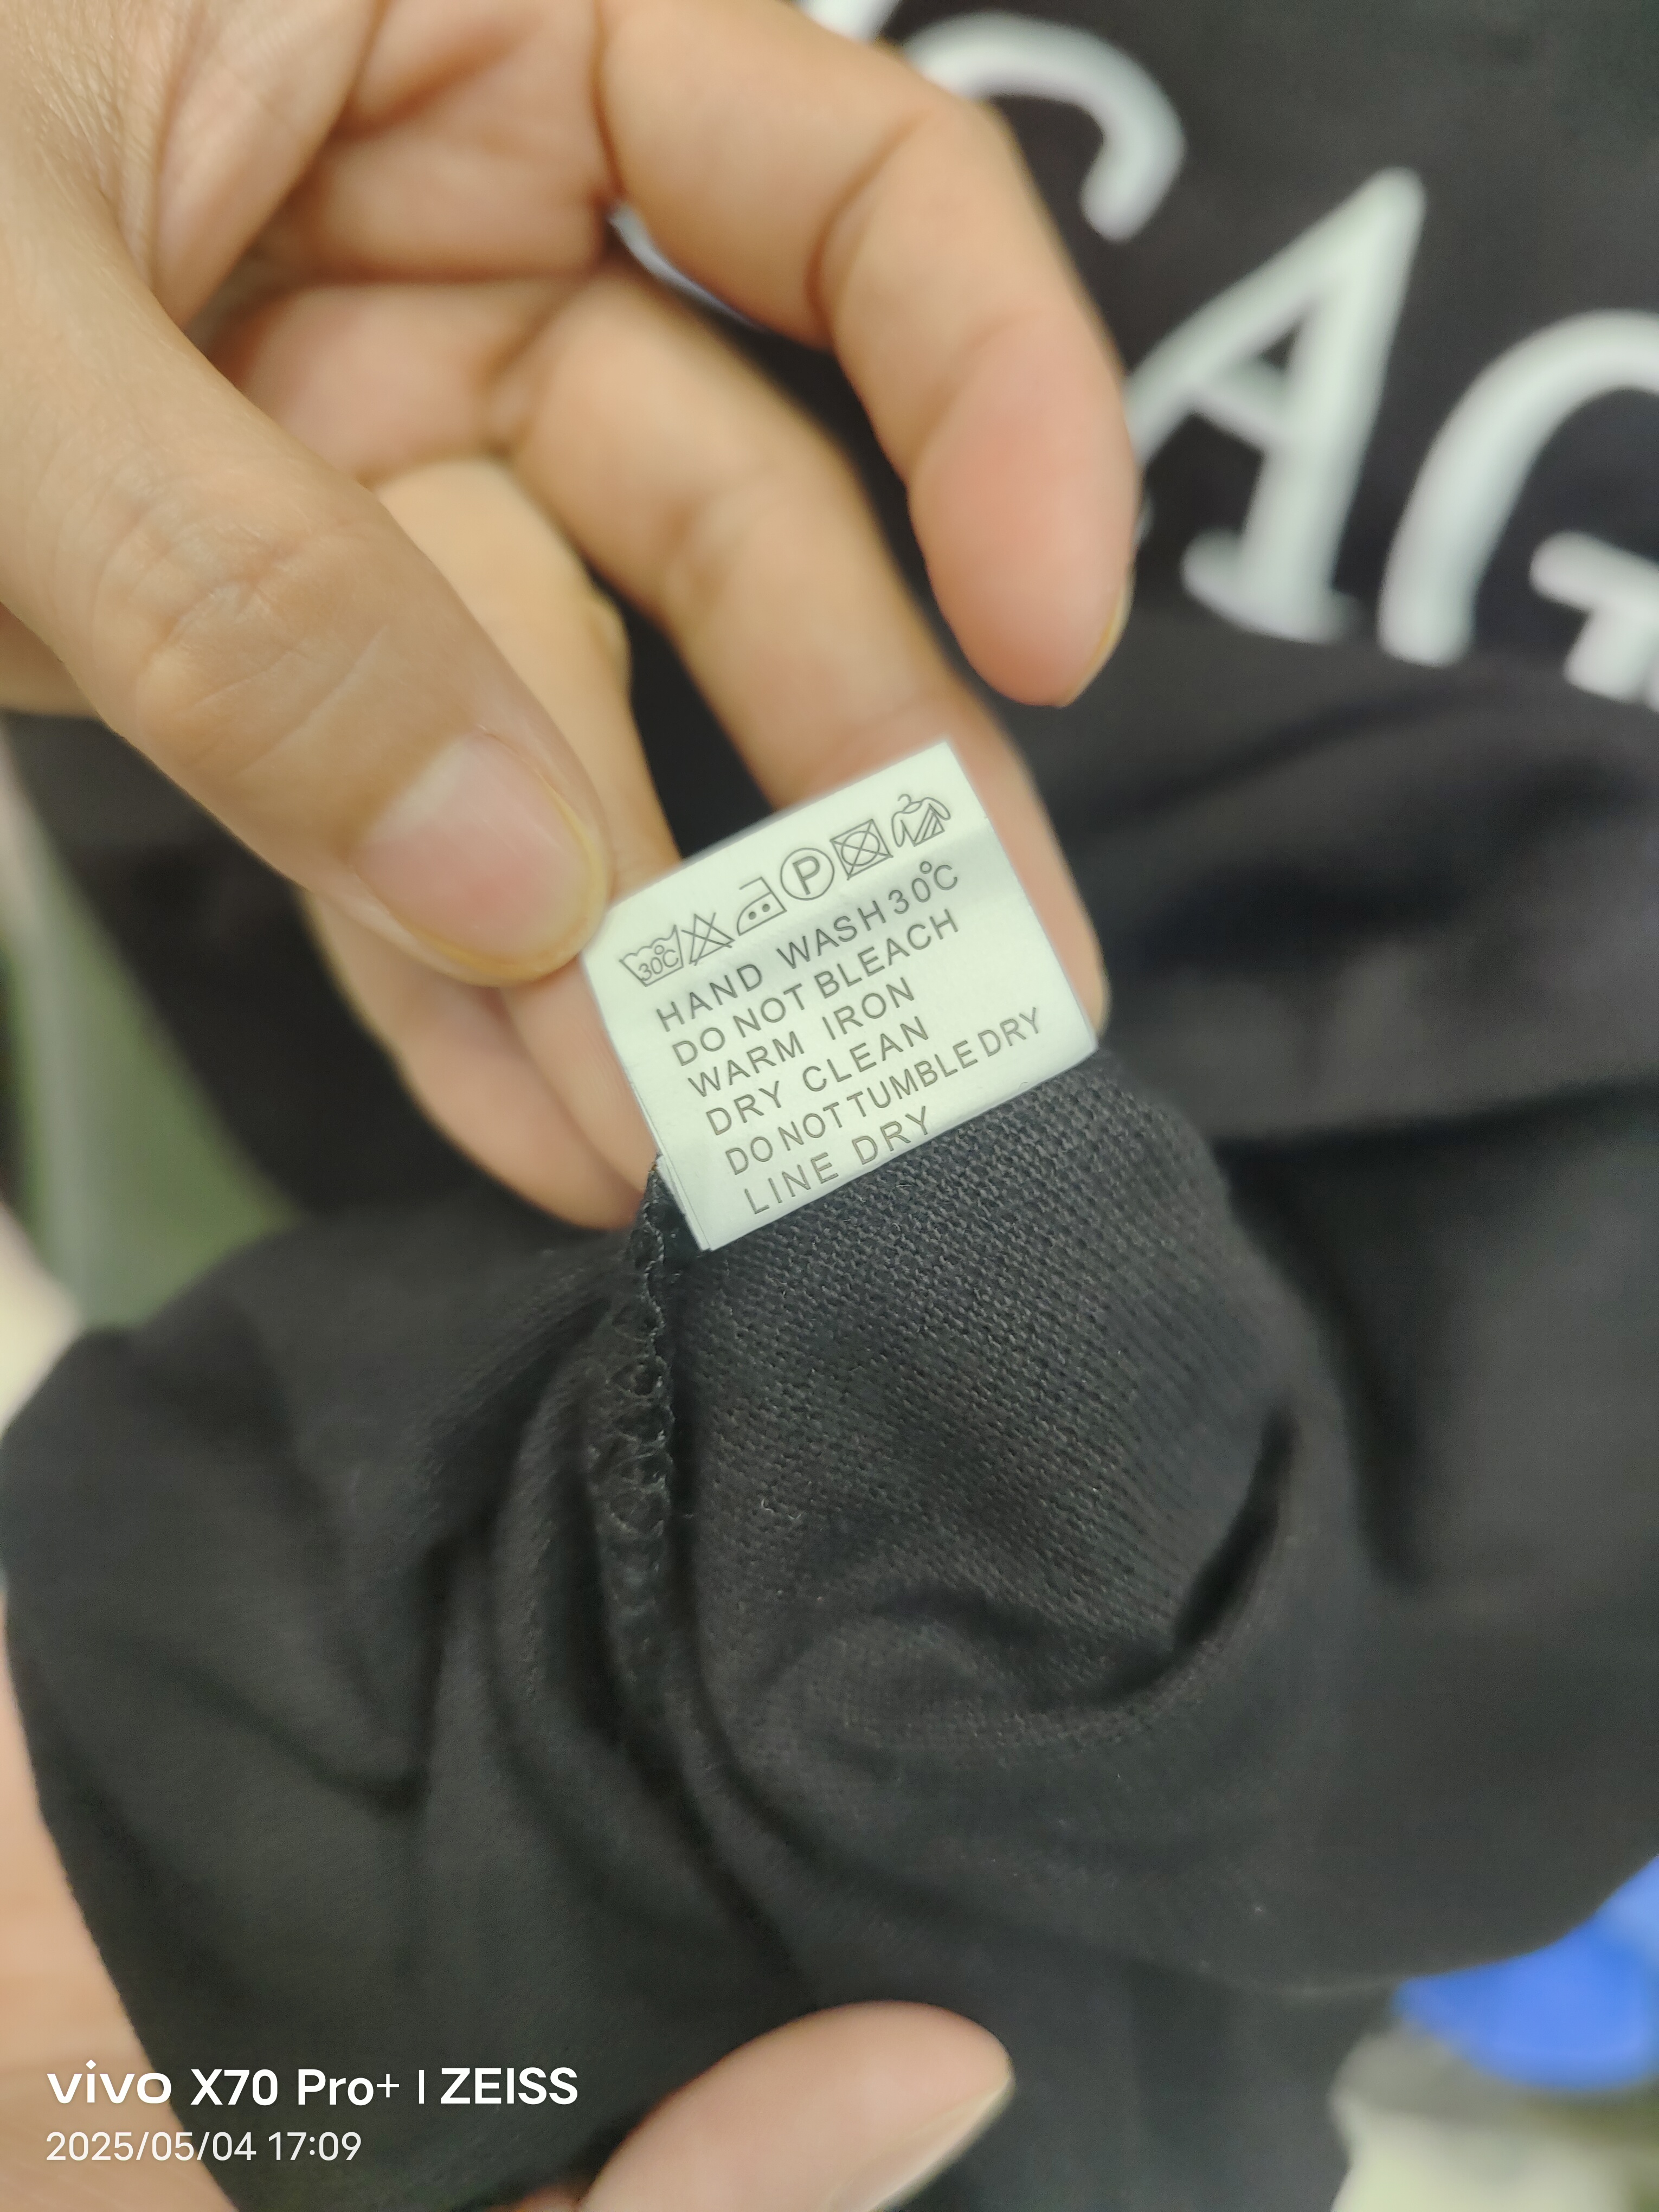 CAG
30°C P
HAND WASH 30°C
DO NOT BLEACH
WARM IRON
DRY CLEAN
DO NOT TUMBLE DRY
LINE DRY
vivo X70 Pro+ | ZEISS
2025/05/04 17:09